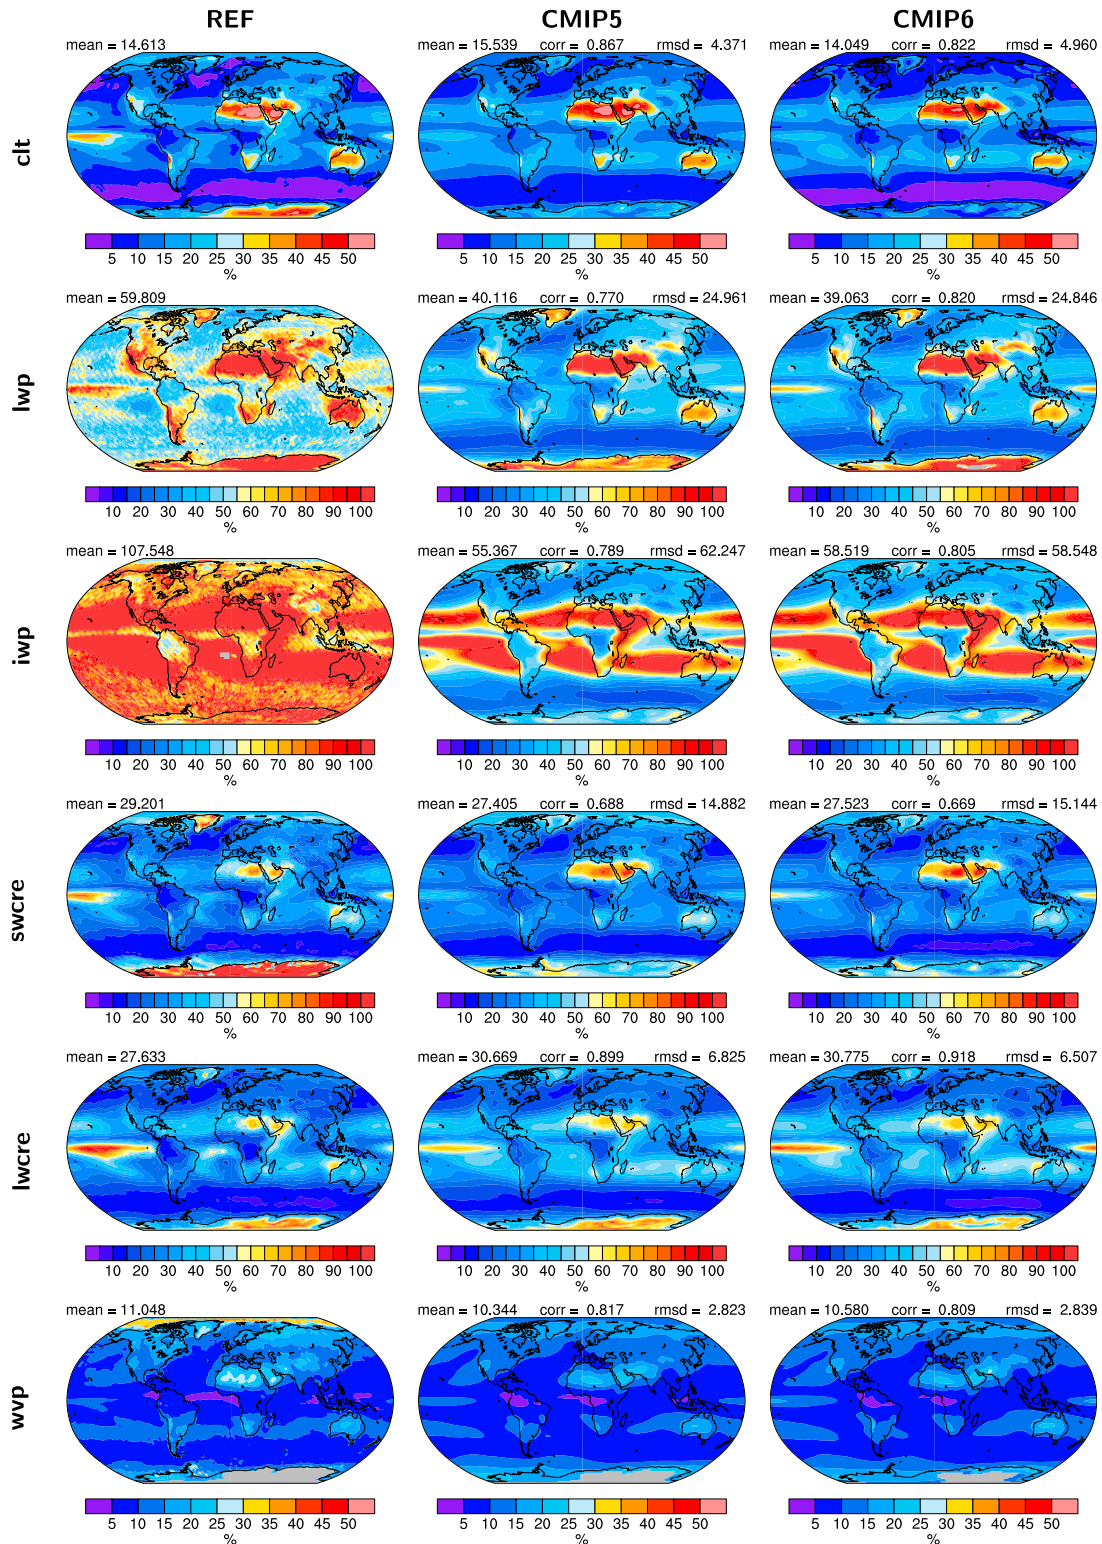 REF CMIP5 CMIP6
mean = 14.613 mean = 15.539 corr = 0.867 rmsd = 4.371 mean = 14.049 corr = 0.822 rmsd = 4.960
clt
5 10 15 20 25 30 35 40 45 50 5 10 15 20 25 30 35 40 45 50 5 10 15 20 25 30 35 40 45 50
% % %
mean = 59.809 mean = 40.116 corr = 0.770 rmsd = 24.961 mean = 39.063 corr = 0.820 rmsd = 24.846
lwp
10 20 30 40 50 60 70 80 90 100 10 20 30 40 50 60 70 80 90 100 10 20 30 40 50 60 70 80 90 100
% % %
mean = 107.548 mean = 55.367 corr = 0.789 rmsd = 62.247 mean = 58.519 corr = 0.805 rmsd = 58.548
iwp
10 20 30 40 50 60 70 80 90 100 10 20 30 40 50 60 70 80 90 100 10 20 30 40 50 60 70 80 90 100
% % %
mean = 29.201 mean = 27.405 corr = 0.688 rmsd = 14.882 mean = 27.523 corr = 0.669 rmsd = 15.144
swcre
10 20 30 40 50 60 70 80 90 100 10 20 30 40 50 60 70 80 90 100 10 20 30 40 50 60 70 80 90 100
% % %
mean = 27.633 mean = 30.669 corr = 0.899 rmsd = 6.825 mean = 30.775 corr = 0.918 rmsd = 6.507
lwcre
10 20 30 40 50 60 70 80 90 100 10 20 30 40 50 60 70 80 90 100 10 20 30 40 50 60 70 80 90 100
% % %
mean = 11.048 mean = 10.344 corr = 0.817 rmsd = 2.823 mean = 10.580 corr = 0.809 rmsd = 2.839
wvp
5 10 15 20 25 30 35 40 45 50 5 10 15 20 25 30 35 40 45 50 5 10 15 20 25 30 35 40 45 50
% % %